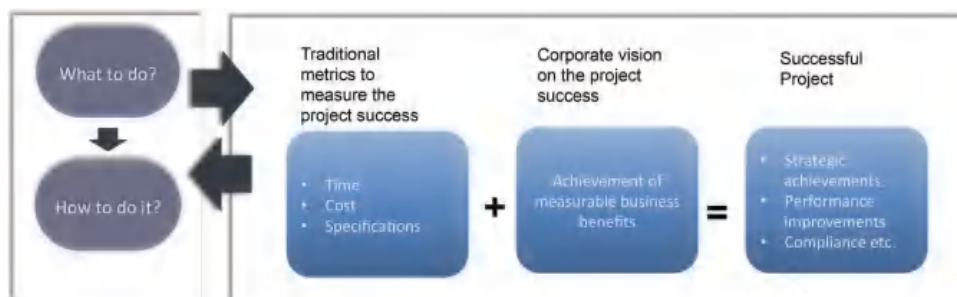 What to do?
How to do it?
Traditional
metrics to
measure the
project success
Corporate vision
on the project
success
Successful
Project
• Time
• Cost
• Specifications
+
Achievement of
measurable business
benefits
=
• Strategic
achievements
• Performance
improvements
• Compliance etc.